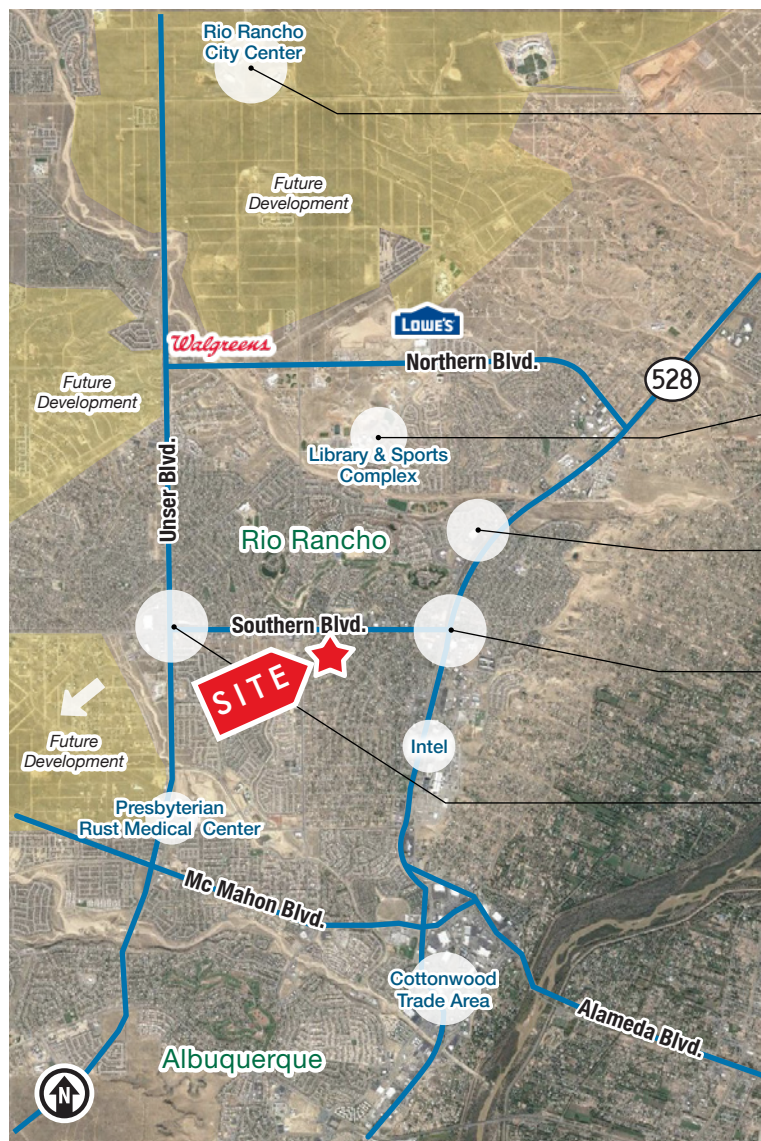 Rio Rancho
City Center
Future
Development
LOWE'S
Walgreens
Northern Blvd.
528
Future
Development
Library & Sports
Complex
Unser Blvd.
Rio Rancho
Southern Blvd.
SITE
Intel
Future
Development
Presbyterian
Rust Medical Center
Mc Mahon Blvd.
Cottonwood
Trade Area
Alameda Blvd.
Albuquerque
N